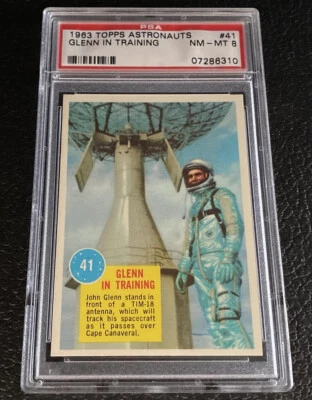 PSA
1963 TOPPS ASTRONAUTS #41
GLENN IN TRAINING NM-MT 8
07286310
41
GLENN
IN TRAINING
John Glenn stands in
front of a TIM-18
antenna, which will
track his spacecraft
as it passes over
Cape Canaveral.